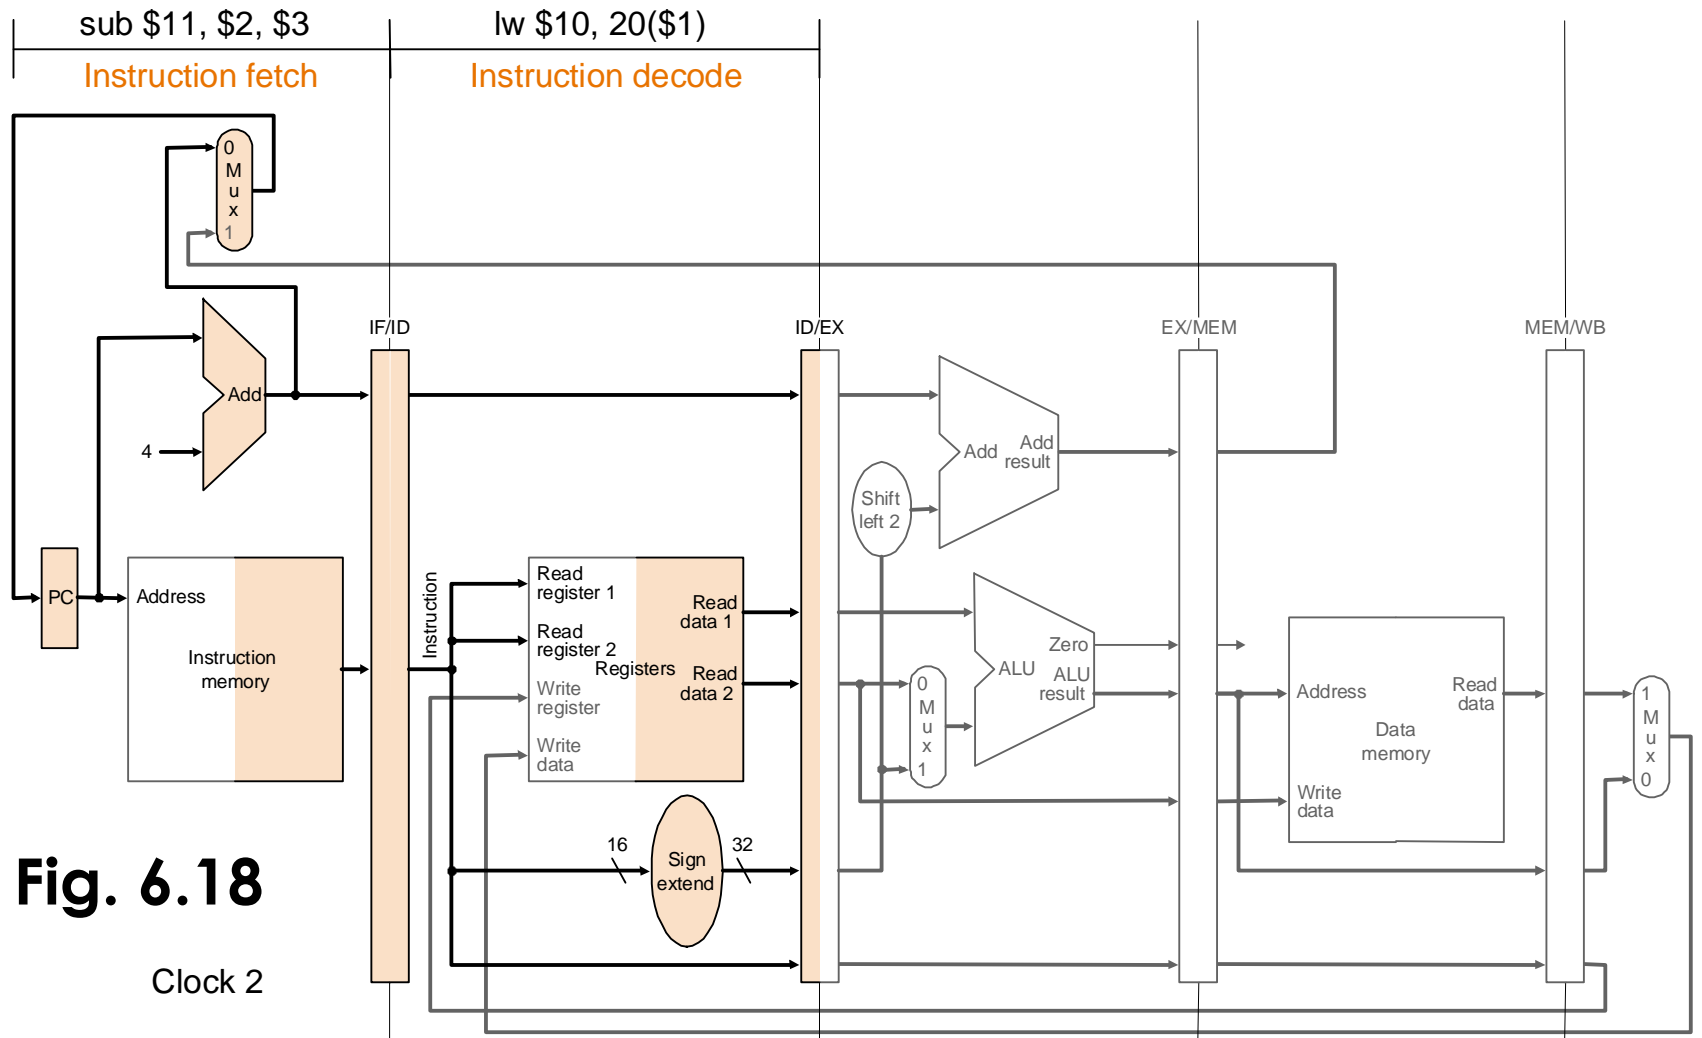 sub $11, $2, $3
lw $10, 20($1)
Instruction fetch
Instruction decode
0
M
u
x
1
IF/ID
ID/EX
EX/MEM
MEM/WB
Add
4
Add
Add
result
Shift
left 2
PC
Address
Instruction
memory
Instruction
Read
register 1
Read
register 2
Registers
Write
register
Write
data
Read
data 1
Read
data 2
0
M
u
x
1
ALU
Zero
ALU
result
Address
Read
data
Data
memory
Write
data
1
M
u
x
0
16
Sign
extend
32
Fig. 6.18
Clock 2